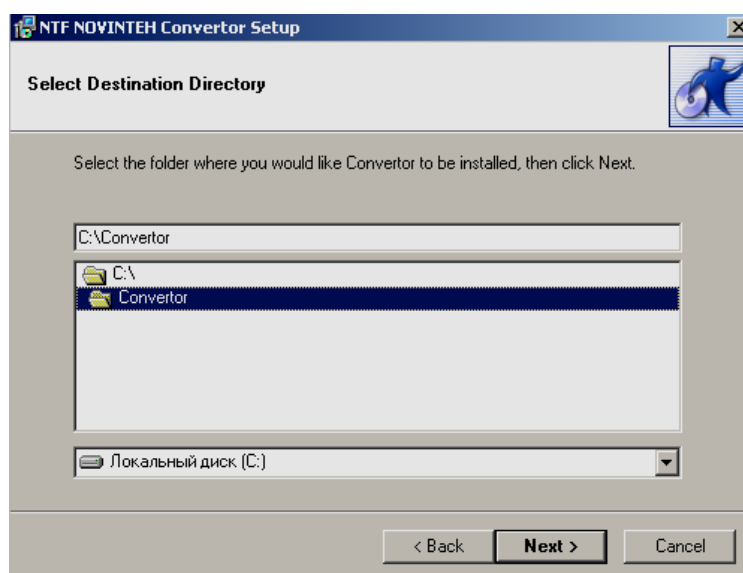 NTF NOVINTEH Convertor Setup
Select Destination Directory
Select the folder where you would like Convertor to be installed, then click Next.
C:\Convertor
C:\
Convertor
Локальный диск (C:)
< Back
Next >
Cancel